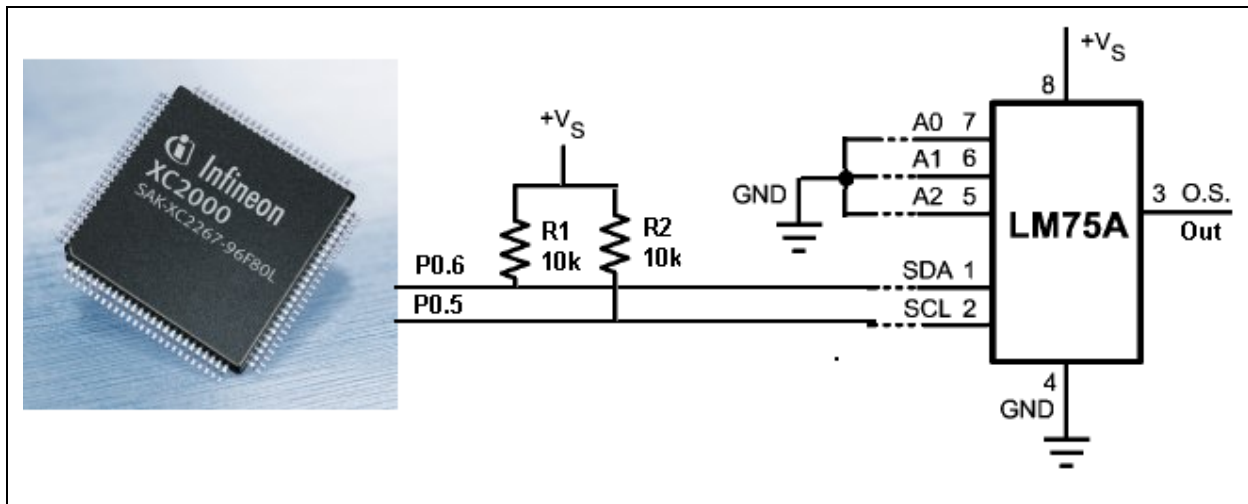 Infineon
XC2000
SAK-XC2267-96F80L
+VS
R1
10k
R2
10k
P0.6
P0.5
GND
+VS
8
A0 7
A1 6
A2 5
SDA 1
SCL 2
LM75A
3 O.S.
Out
4
GND